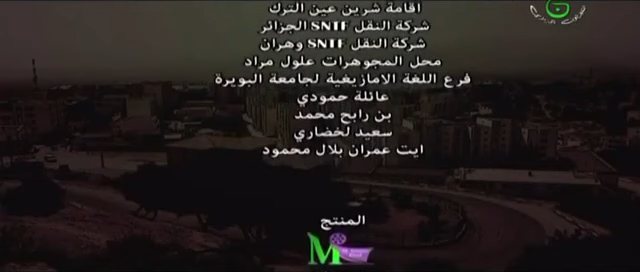 اقامة شرين عين الترك
شركة النقل SNTF الجزائر
شركة النقل SNTF وهران
محل المجوهرات علول مراد
فرع اللغة الامازيغية لجامعة البويرة
عائلة حمودي
بن رابح محمد
سعيد لخضاري
ايت عمران بلال محمود
المنتج
M